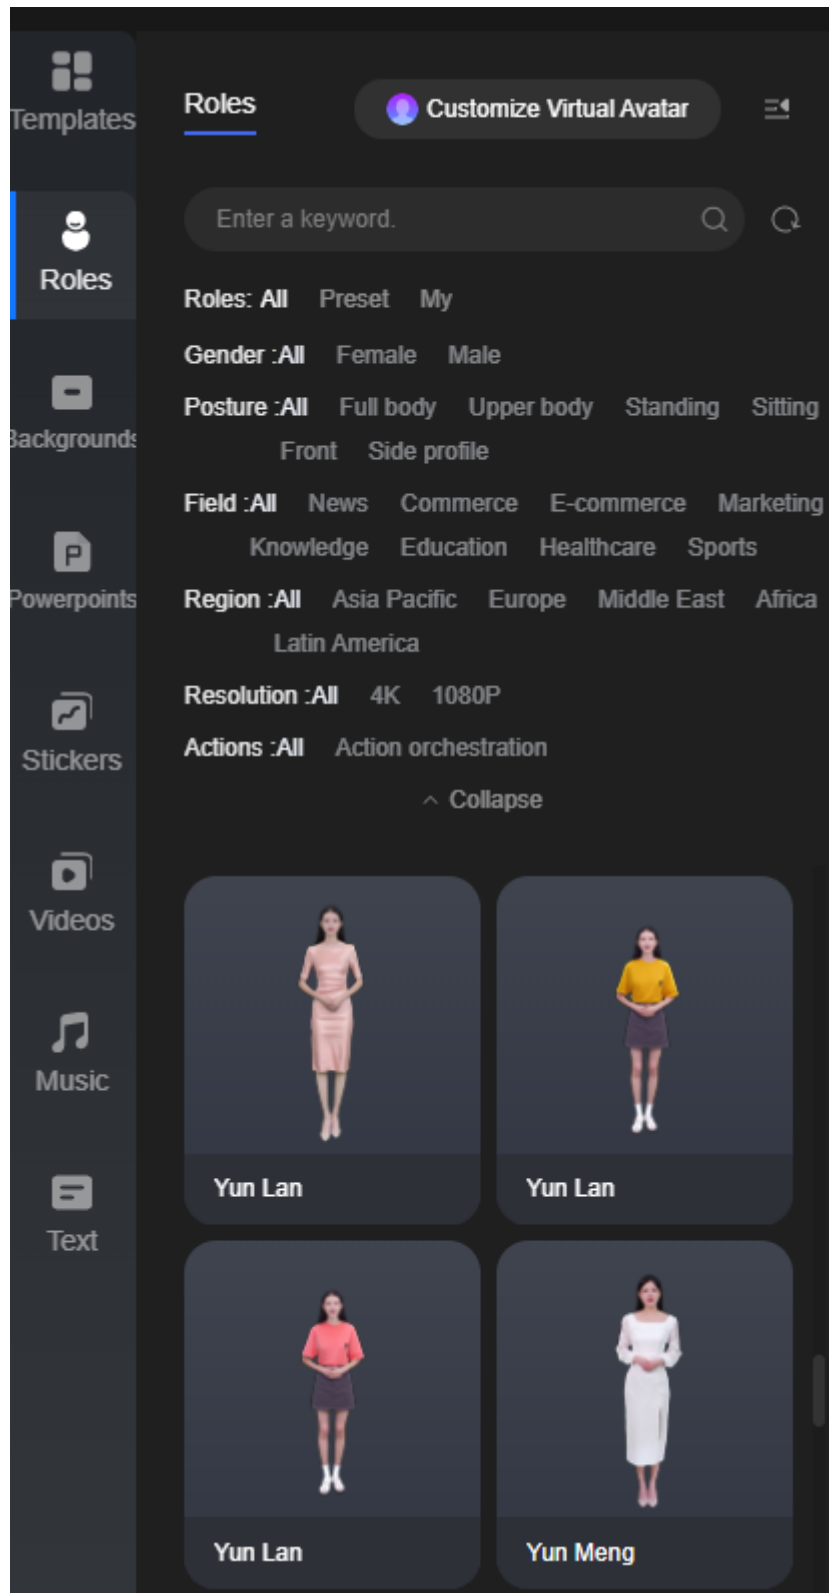 Templates
Roles
Backgrounds
Powerpoints
Stickers
Videos
Music
Text
Roles
Customize Virtual Avatar
Enter a keyword.
Roles: All Preset My
Gender :All Female Male
Posture :All Full body Upper body Standing Sitting
Front Side profile
Field :All News Commerce E-commerce Marketing
Knowledge Education Healthcare Sports
Region :All Asia Pacific Europe Middle East Africa
Latin America
Resolution :All 4K 1080P
Actions :All Action orchestration
Collapse
Yun Lan
Yun Lan
Yun Lan
Yun Meng